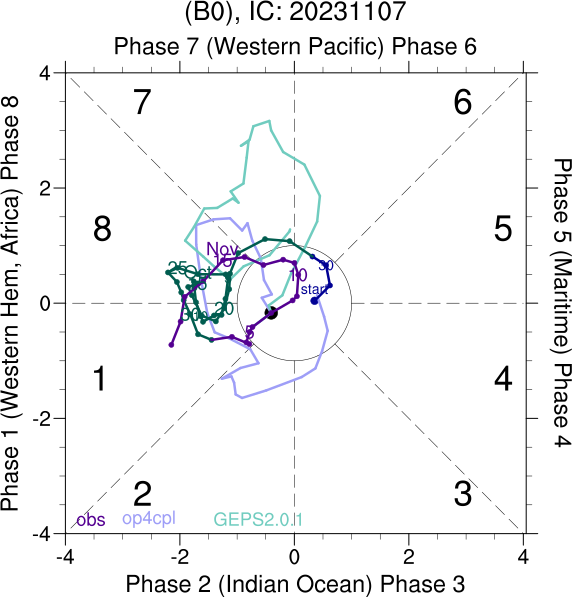 (B0), IC: 20231107
Phase 7 (Western Pacific) Phase 6
4
2
0
-2
-4
-4 -2 0 2 4
Phase 1 (Western Hem, Africa) Phase 8
Phase 5 (Maritime) Phase 4
7 6
8 5
1 4
2 3
Nov
15
25
Oct
30
10
start
20
5
obs op4cpl GEPS2.0.1
Phase 2 (Indian Ocean) Phase 3